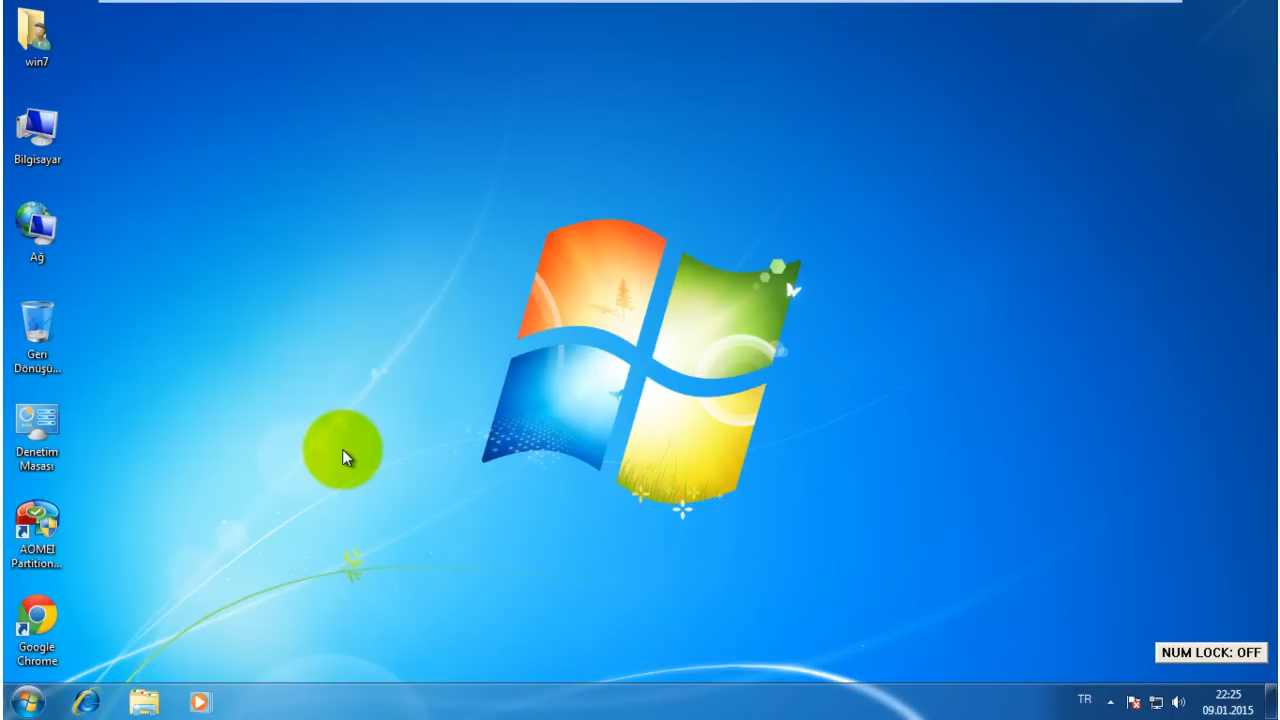 win7
Bilgisayar
Ağ
Geri
Dönüşü...
Denetim
Masası
AOMEI
Partition...
Google
Chrome
NUM LOCK: OFF
TR
22:25
09.01.2015